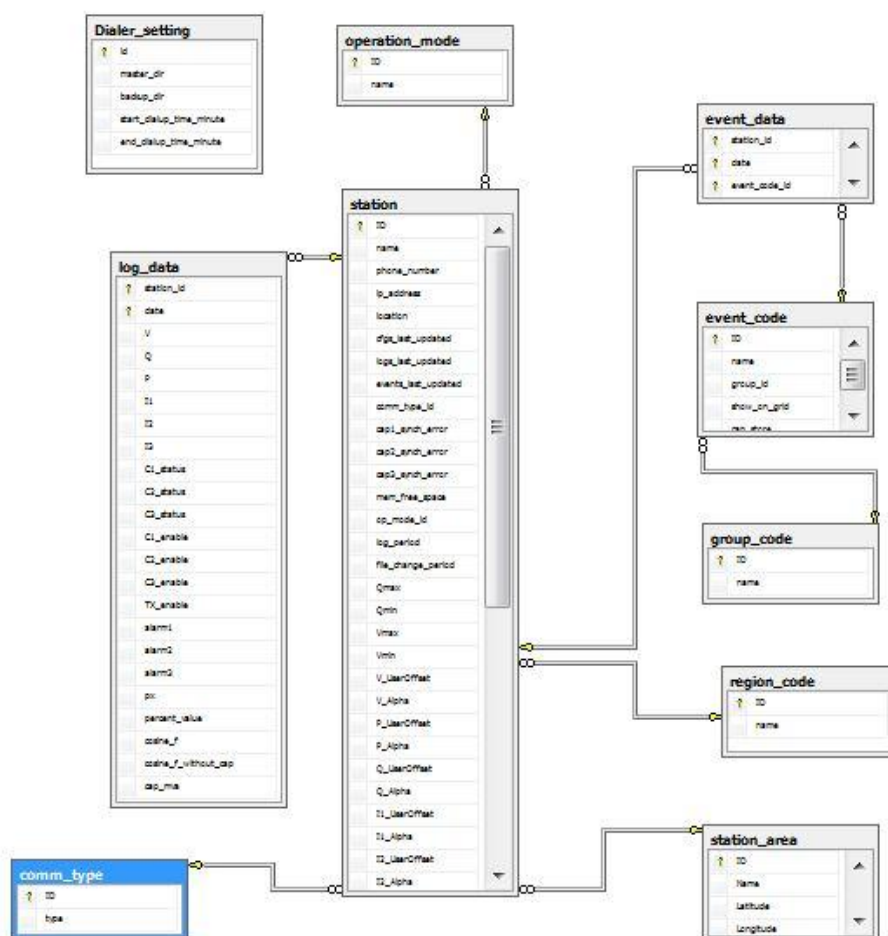 Dialer_setting
id
master_dir
backup_dir
start_dialup_time_minute
end_dialup_time_minute
operation_mode
ID
name
event_data
station_id
date
event_code_id
station
ID
name
phone_number
ip_address
location
cfgs_last_updated
logs_last_updated
events_last_updated
comm_type_id
cap1_synch_error
cap2_synch_error
cap3_synch_error
mem_free_space
op_mode_id
log_period
file_change_period
Qmax
Qmin
Vmax
Vmin
V_UserOffset
V_Alpha
P_UserOffset
P_Alpha
Q_UserOffset
Q_Alpha
I1_UserOffset
I1_Alpha
I2_UserOffset
I2_Alpha
log_data
station_id
date
V
Q
P
I1
I2
I3
C1_status
C2_status
C3_status
C1_enable
C2_enable
C3_enable
TX_enable
alarm1
alarm2
alarm3
px
percent_value
cosine_f
cosine_f_without_cap
cap_mia
event_code
ID
name
group_id
show_on_grid
cap_store
group_code
ID
name
region_code
ID
name
station_area
ID
Name
Latitude
Longitude
comm_type
ID
type